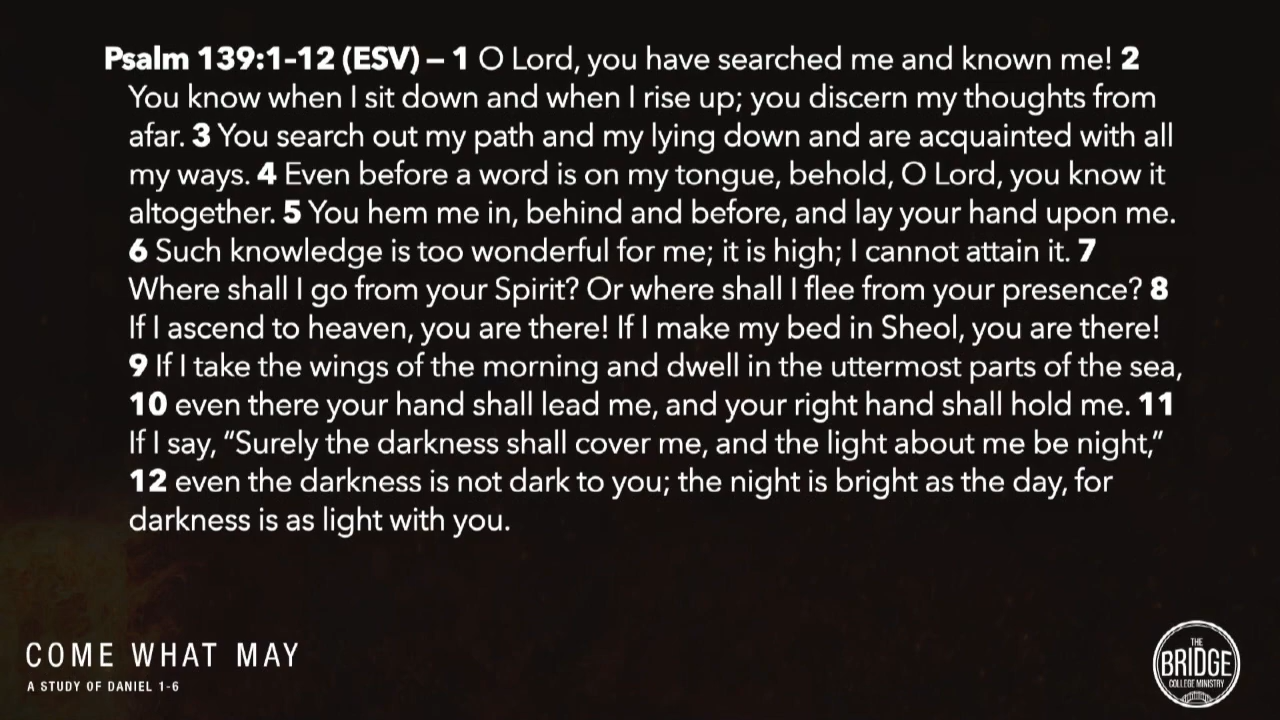 Psalm 139:1-12 (ESV) – 1 O Lord, you have searched me and known me! 2
You know when I sit down and when I rise up; you discern my thoughts from
afar. 3 You search out my path and my lying down and are acquainted with all
my ways. 4 Even before a word is on my tongue, behold, O Lord, you know it
altogether. 5 You hem me in, behind and before, and lay your hand upon me.
6 Such knowledge is too wonderful for me; it is high; I cannot attain it. 7
Where shall I go from your Spirit? Or where shall I flee from your presence? 8
If I ascend to heaven, you are there! If I make my bed in Sheol, you are there!
9 If I take the wings of the morning and dwell in the uttermost parts of the sea,
10 even there your hand shall lead me, and your right hand shall hold me. 11
If I say, “Surely the darkness shall cover me, and the light about me be night,”
12 even the darkness is not dark to you; the night is bright as the day, for
darkness is as light with you.
COME WHAT MAY
A STUDY OF DANIEL 1-6
THE
BRIDGE
COLLEGE MINISTRY